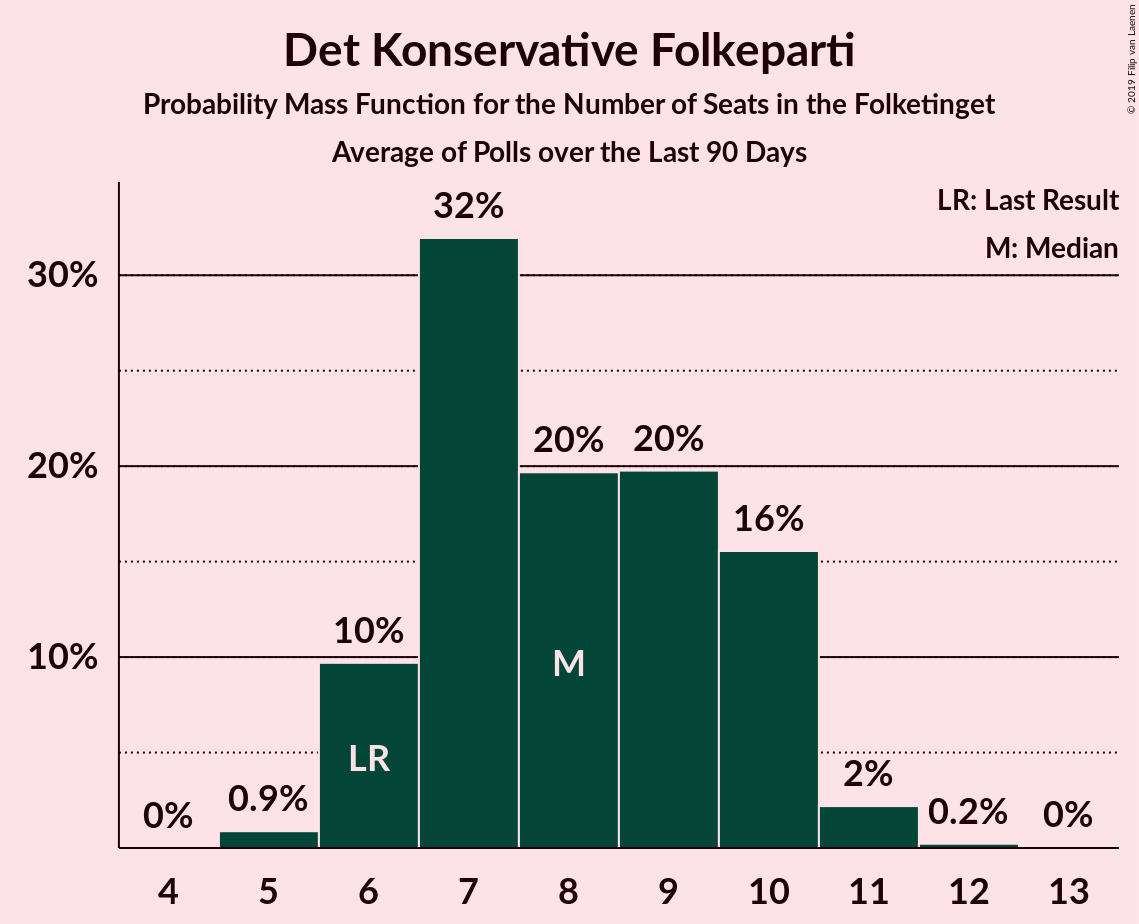 Det Konservative Folkeparti
Probability Mass Function for the Number of Seats in the Folketinget
Average of Polls over the Last 90 Days
© 2019 Filip van Laenen
LR: Last Result
M: Median
30%
20%
10%
0%
0.9%
10%
32%
20%
20%
16%
2%
0.2%
0%
LR
M
4 5 6 7 8 9 10 11 12 13